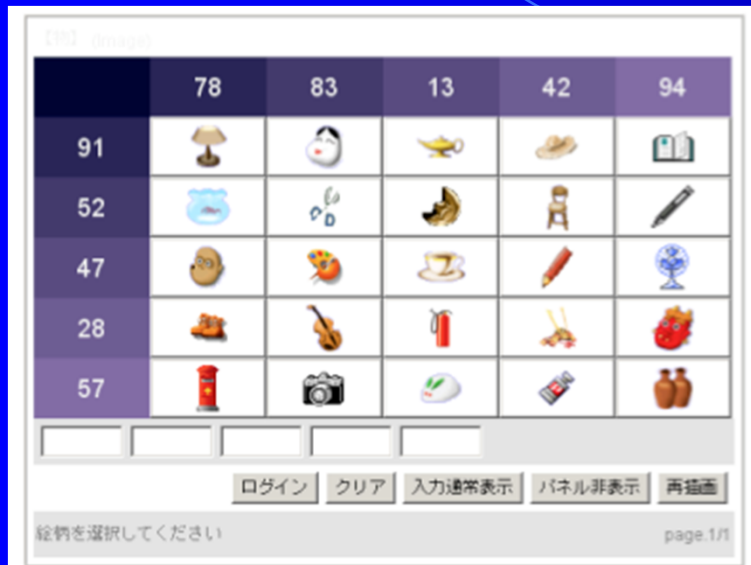 【物】 (Image)
78 83 13 42 94
91
52
47
28
57
ログイン クリア 入力通常表示 パネル非表示 再描画
絵柄を選択してください page.1/1